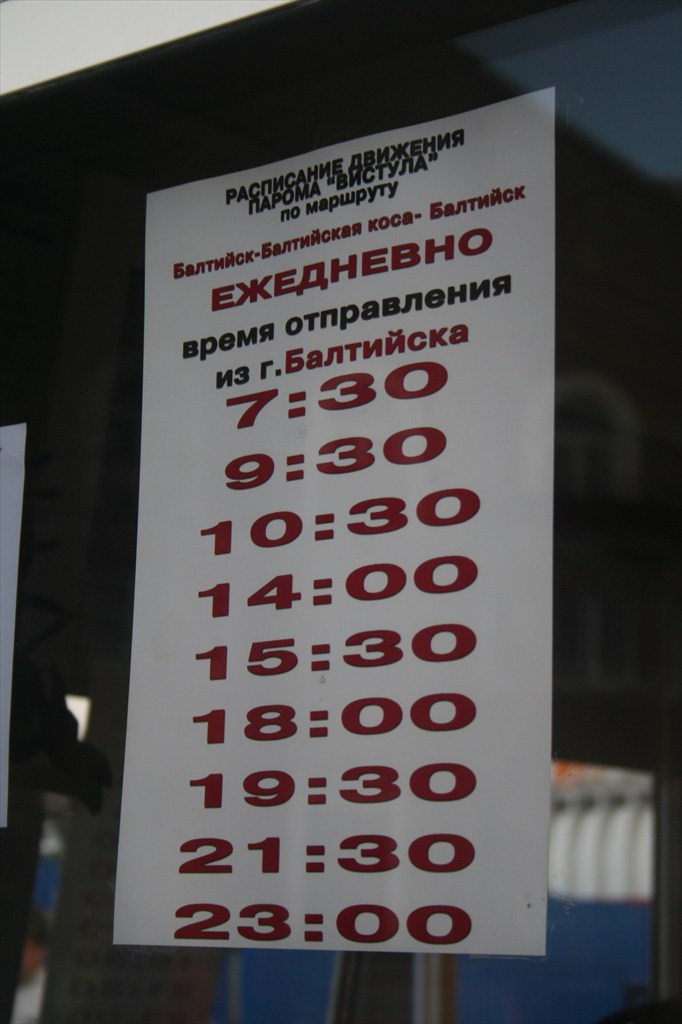 РАСПИСАНИЕ ДВИЖЕНИЯ
ПАРОМА "ВИСТУЛА"
по маршруту
Балтийск-Балтийская коса- Балтийск
ЕЖЕДНЕВНО
время отправления
из г.Балтийска
7:30
9:30
10:30
14:00
15:30
18:00
19:30
21:30
23:00